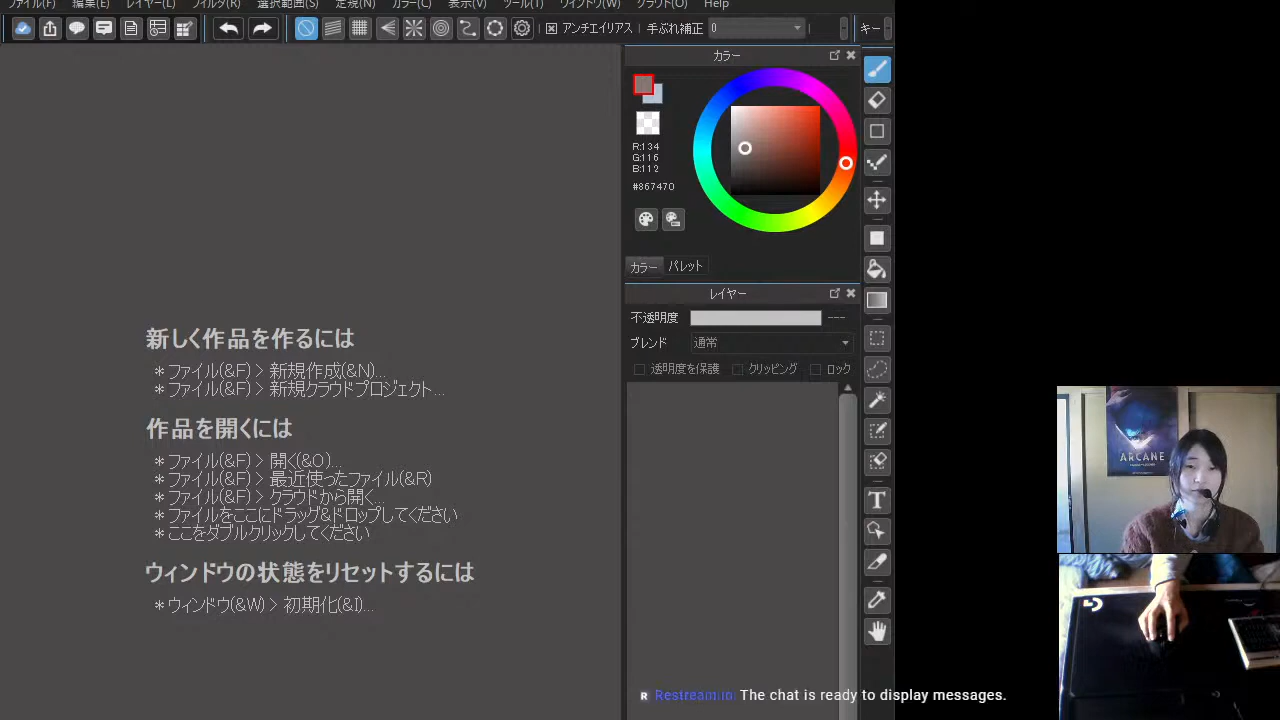 ファイル(F) 編集(E) レイヤー(L) フィルタ(R) 選択範囲(S) 定規(N) カラー(C) 表示(V) ツール(T) ウィンドウ(W) クラウド(O) Help
アンチエイリアス 手ぶれ補正 0 キー
カラー
R:134
G:116
B:112
#867470
カラー パレット
レイヤー
不透明度 ---
ブレンド 通常
透明度を保護 クリッピング ロック
新しく作品を作るには
* ファイル(&F) > 新規作成(&N)...
* ファイル(&F) > 新規クラウドプロジェクト...
作品を開くには
* ファイル(&F) > 開く(&O)...
* ファイル(&F) > 最近使ったファイル(&R)
* ファイル(&F) > クラウドから開く...
* ファイルをここにドラッグ&ドロップしてください
* ここをダブルクリックしてください
ウィンドウの状態をリセットするには
* ウィンドウ(&W) > 初期化(&I)...
T
ARCANE
R Restream.io: The chat is ready to display messages.